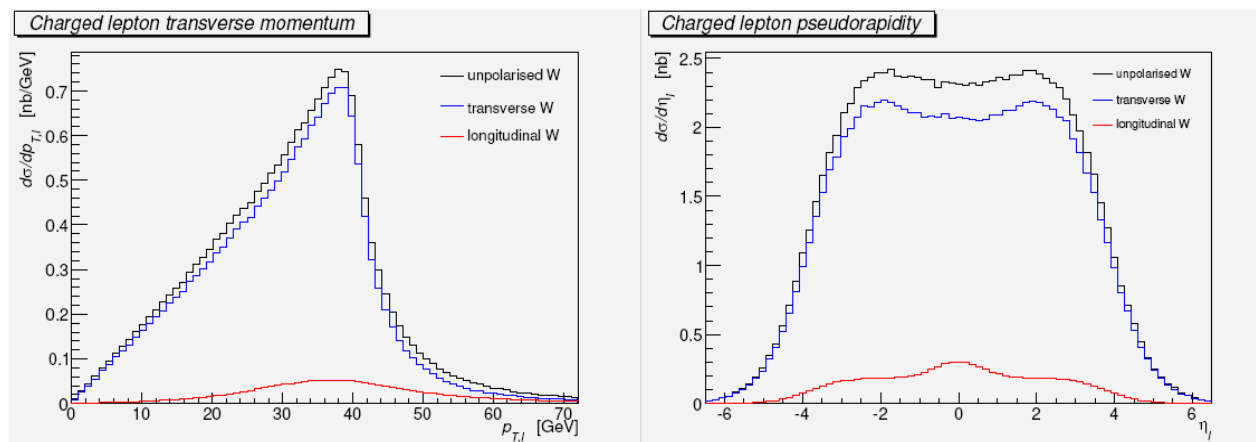 Charged lepton transverse momentum
dσ/dp_T,l [nb/GeV]
0.7
0.6
0.5
0.4
0.3
0.2
0.1
0
unpolarised W
transverse W
longitudinal W
0 10 20 30 40 50 60 70
p_T,l [GeV]
Charged lepton pseudorapidity
dσ/dη_l [nb]
2.5
2
1.5
1
0.5
0
unpolarised W
transverse W
longitudinal W
-6 -4 -2 0 2 4 6
η_l